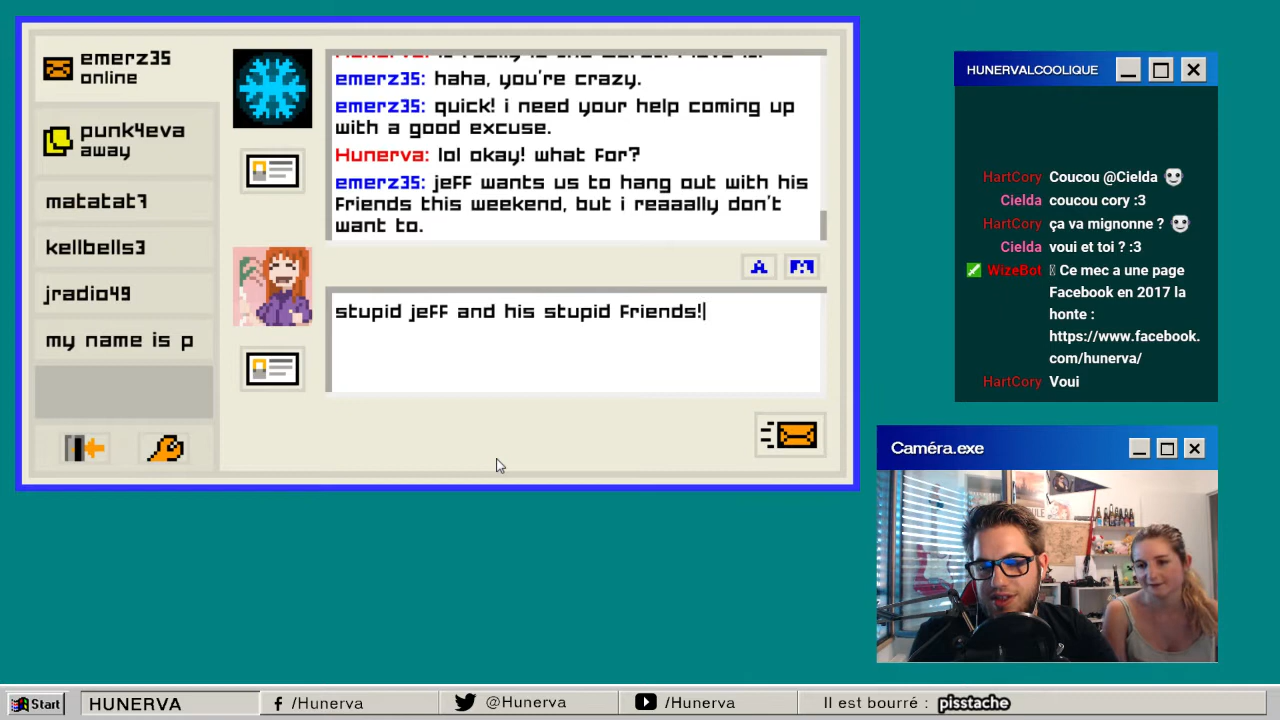 emerz35
online
punk4eva
away
matatat7
kellbells3
jradio49
my name is p
emerz35: haha, you're crazy.
emerz35: quick! i need your help coming up
with a good excuse.
Hunerva: lol okay! what for?
emerz35: jeff wants us to hang out with his
friends this weekend, but i reaaally don't
want to.
A
stupid jeff and his stupid friends!
HUNERVALCOOLIQUE
HartCory Coucou @Cielda
Cielda coucou cory :3
HartCory ça va mignonne ?
Cielda voui et toi ? :3
WizeBot Ce mec a une page
Facebook en 2017 la
honte :
https://www.facebook.
com/hunerva/
HartCory Voui
Caméra.exe
Start
HUNERVA
/Hunerva
@Hunerva
/Hunerva
Il est bourré : pisstache